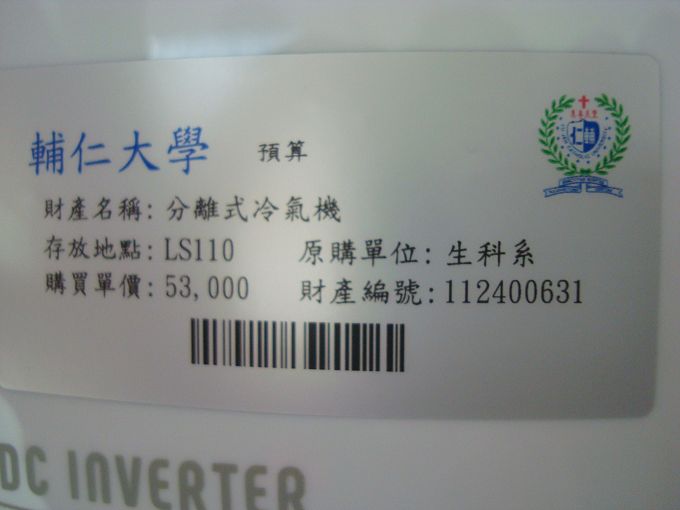 輔仁大學 預算
財產名稱: 分離式冷氣機
存放地點: LS110 原購單位: 生科系
購買單價: 53,000 財產編號: 112400631
DC INVERTER